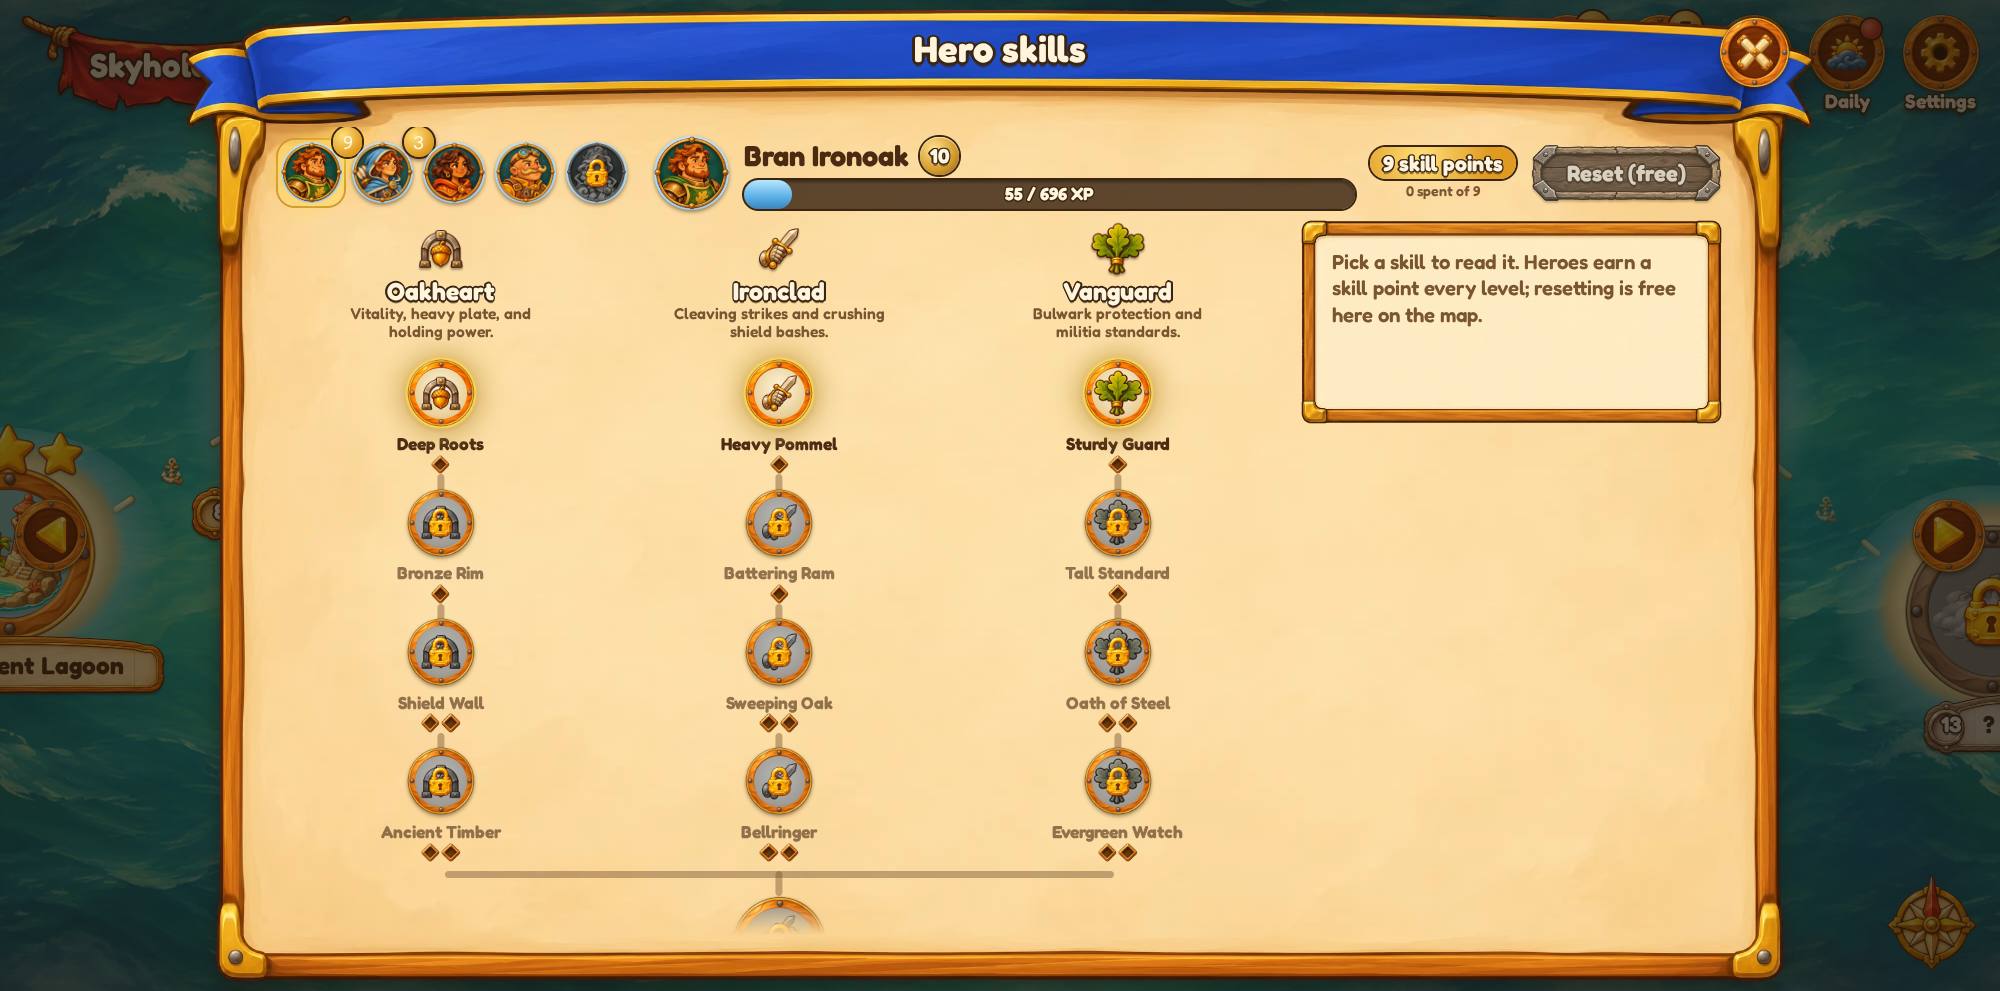 Hero skills
Skyhol
Daily
Settings
9
3
Bran Ironoak
10
55 / 696 XP
9 skill points
0 spent of 9
Reset (free)
Oakheart
Vitality, heavy plate, and
holding power.
Ironclad
Cleaving strikes and crushing
shield bashes.
Vanguard
Bulwark protection and
militia standards.
Pick a skill to read it. Heroes earn a
skill point every level; resetting is free
here on the map.
Deep Roots
Heavy Pommel
Sturdy Guard
Bronze Rim
Battering Ram
Tall Standard
Shield Wall
Sweeping Oak
Oath of Steel
Ancient Timber
Bellringer
Evergreen Watch
ent Lagoon
13
?